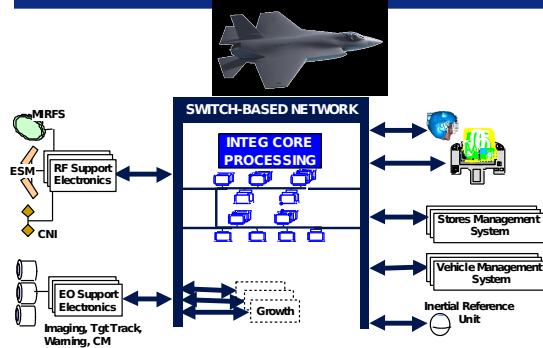 SWITCH-BASED NETWORK
INTEG CORE
PROCESSING
MIRFS
ESM
RF Support
Electronics
CNI
EO Support
Electronics
Imaging, Tgt Track,
Warning, CM
Growth
Stores Management
System
Vehicle Management
System
Inertial Reference
Unit